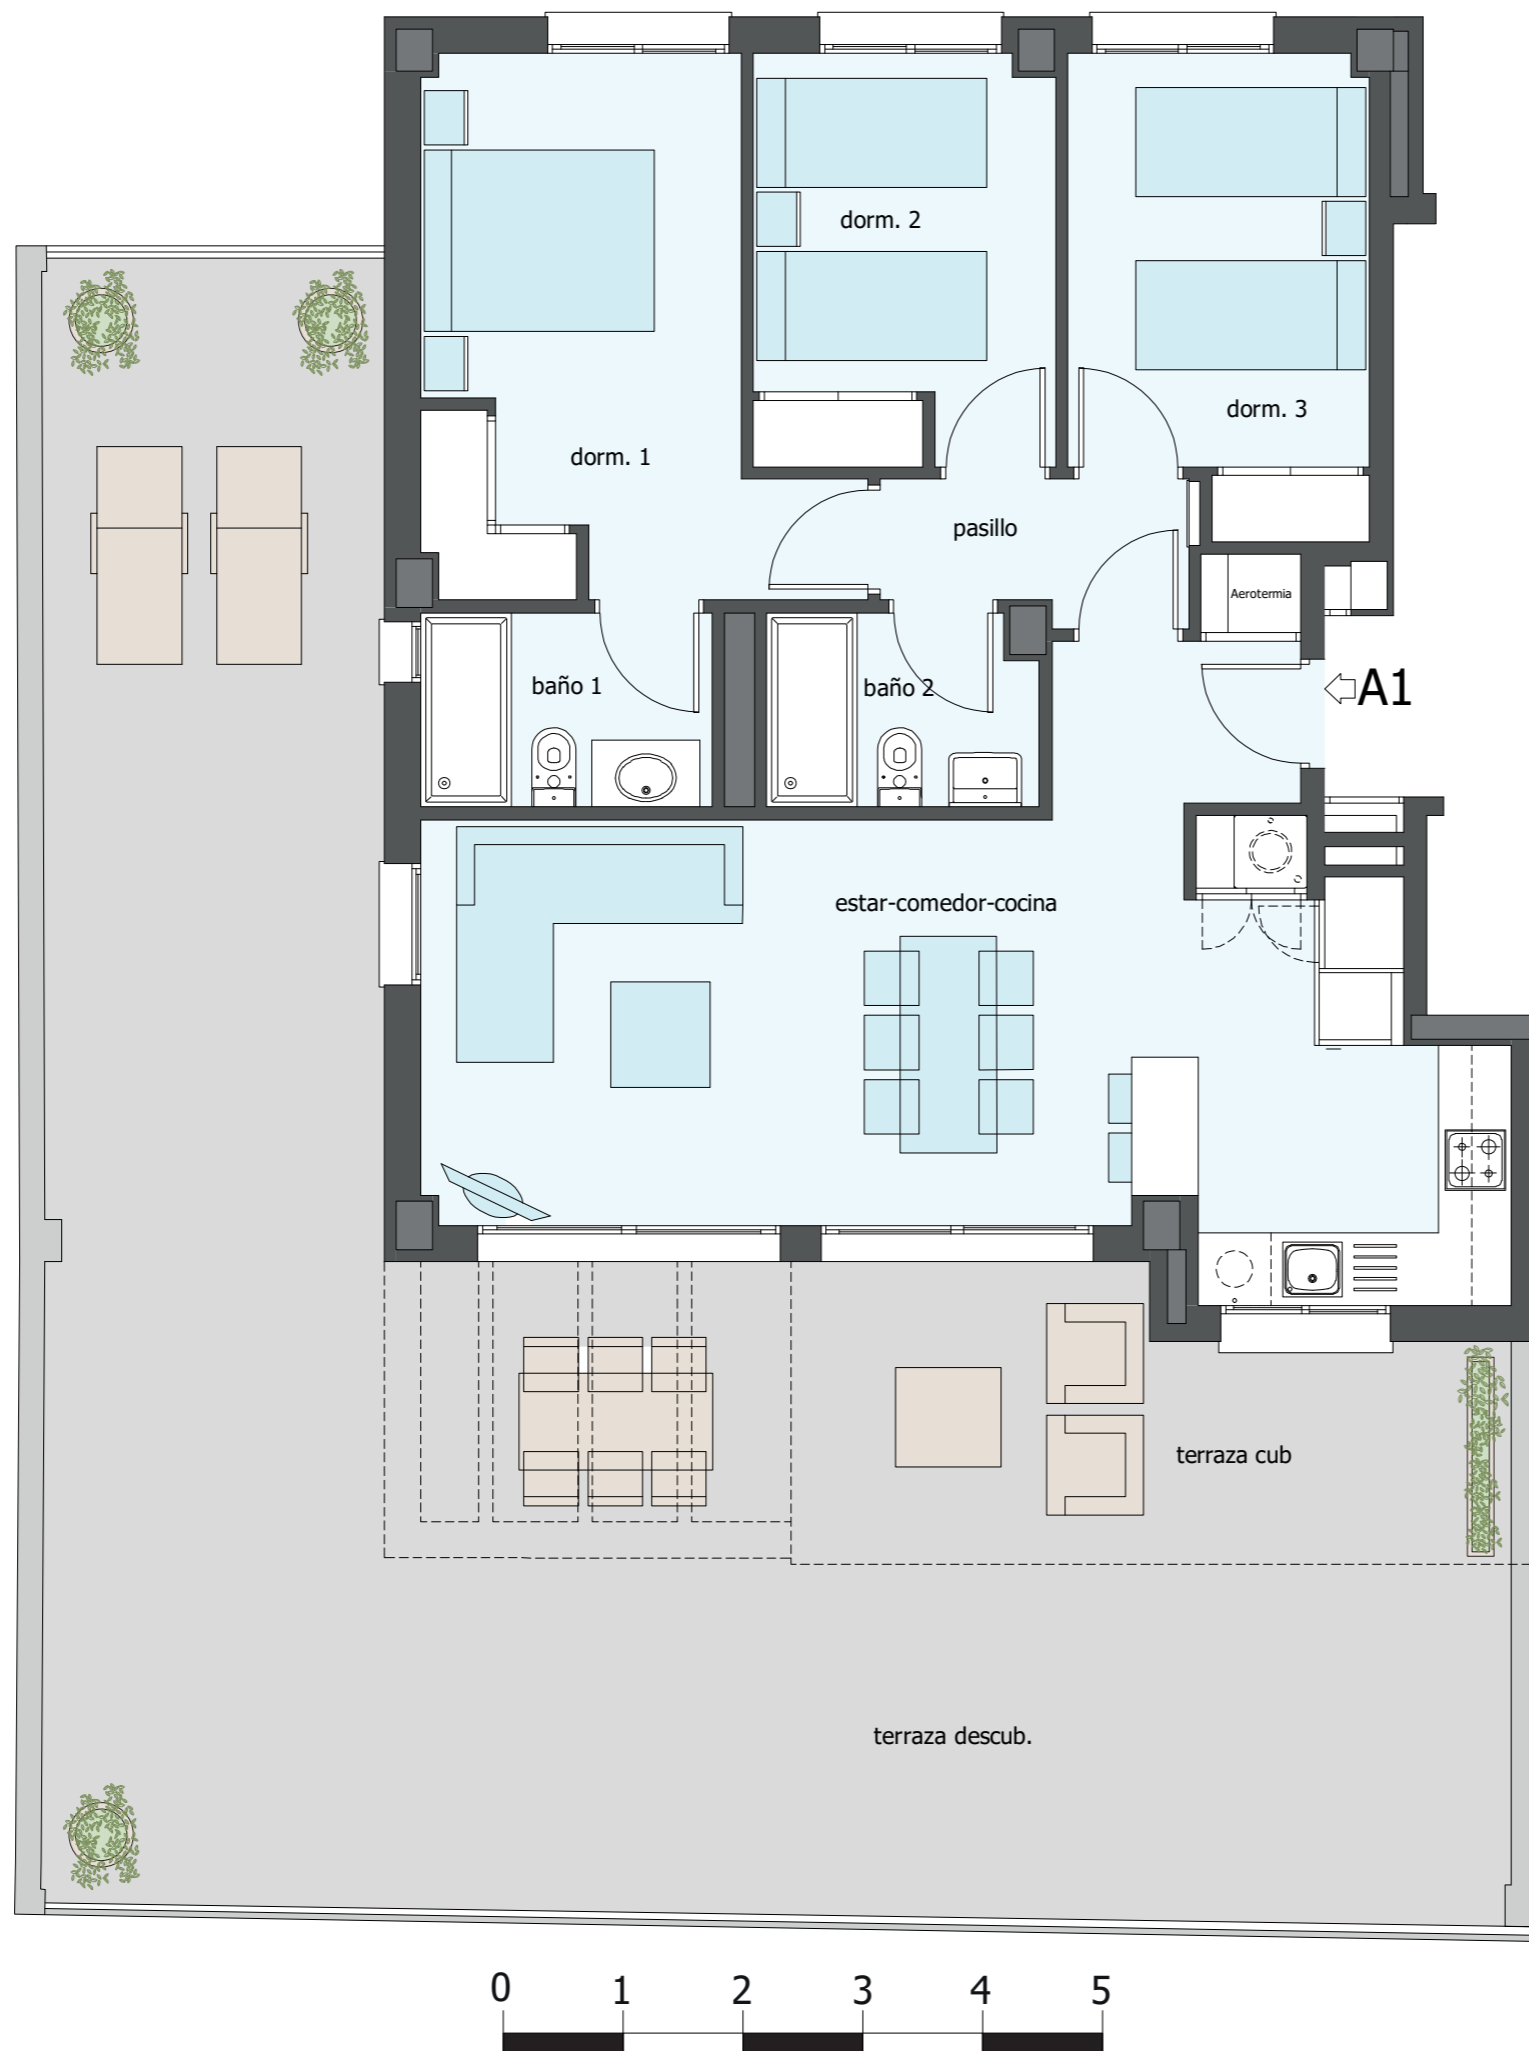 dorm. 2
dorm. 3
dorm. 1
pasillo
Aerotermia
baño 1
baño 2
A1
estar-comedor-cocina
terraza cub
terraza descub.
0 1 2 3 4 5